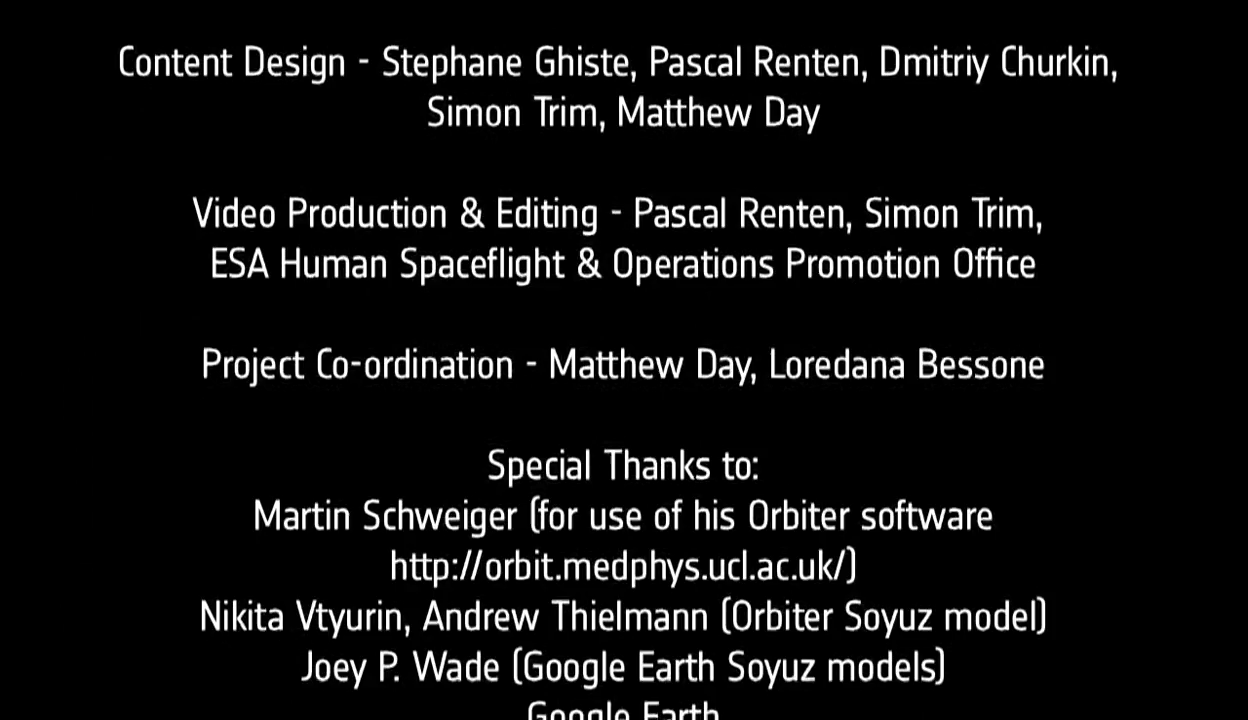 Content Design - Stephane Ghiste, Pascal Renten, Dmitriy Churkin,
Simon Trim, Matthew Day
Video Production & Editing - Pascal Renten, Simon Trim,
ESA Human Spaceflight & Operations Promotion Office
Project Co-ordination - Matthew Day, Loredana Bessone
Special Thanks to:
Martin Schweiger (for use of his Orbiter software
http://orbit.medphys.ucl.ac.uk/)
Nikita Vtyurin, Andrew Thielmann (Orbiter Soyuz model)
Joey P. Wade (Google Earth Soyuz models)
Google Earth